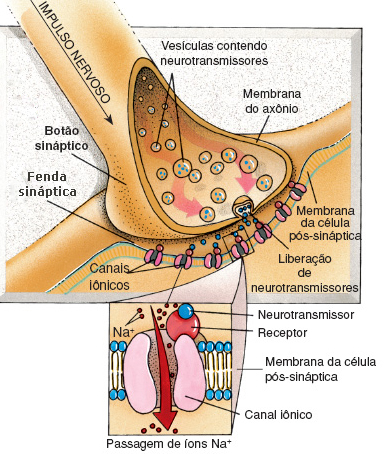 IMPULSO NERVOSO
Vesículas contendo
neurotransmissores
Membrana
do axônio
Botão
sináptico
Fenda
sináptica
Membrana
da célula
pós-sináptica
Canais
iônicos
Liberação
de
neurotransmissores
Neurotransmissor
Na+
Receptor
Membrana da célula
pós-sináptica
Canal iônico
Passagem de íons Na+